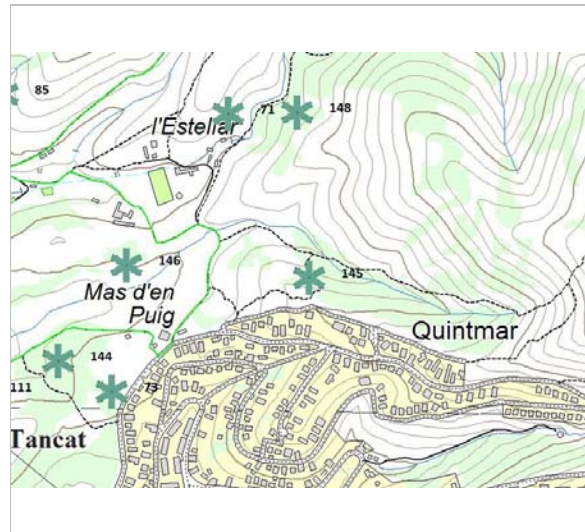 85
71
148
l'Estellar
146
145
Mas d'en
Puig
Quintmar
144
111
73
Tancat